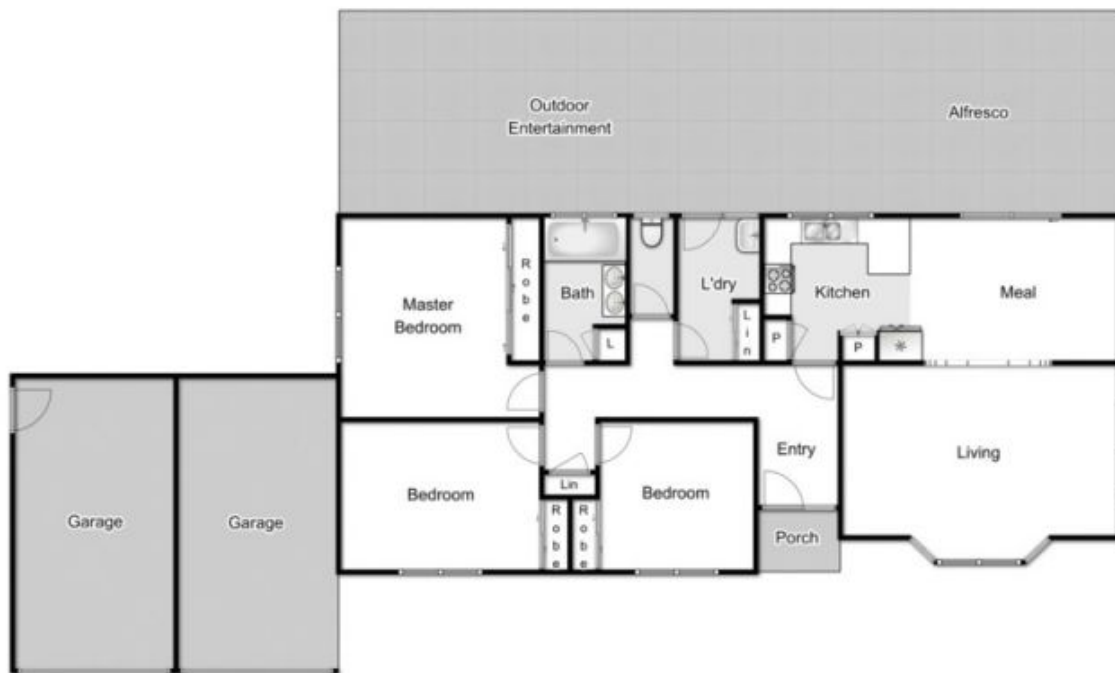 Outdoor
Entertainment
Alfresco
Master
Bedroom
Robe
Bath
L
L'dry
Lin
Kitchen
P
P
Meal
Garage
Garage
Bedroom
Lin
Robe
Robe
Bedroom
Entry
Porch
Living